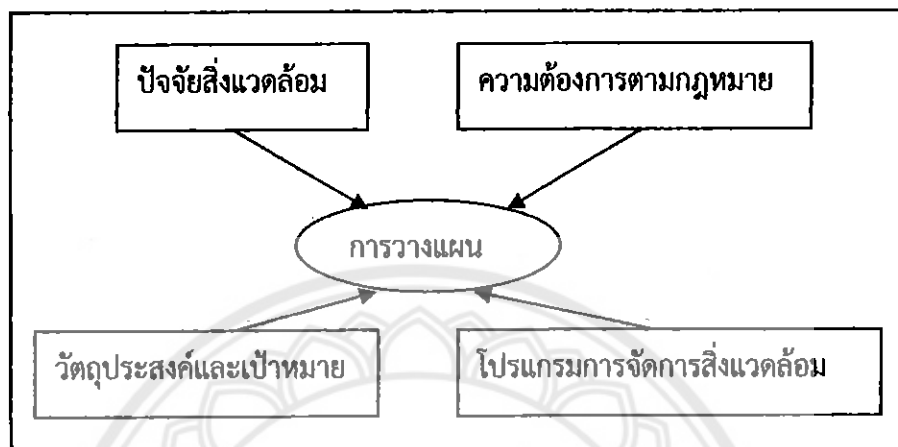 ปัจจัยสิ่งแวดล้อม
ความต้องการตามกฎหมาย
การวางแผน
วัตถุประสงค์และเป้าหมาย
โปรแกรมการจัดการสิ่งแวดล้อม